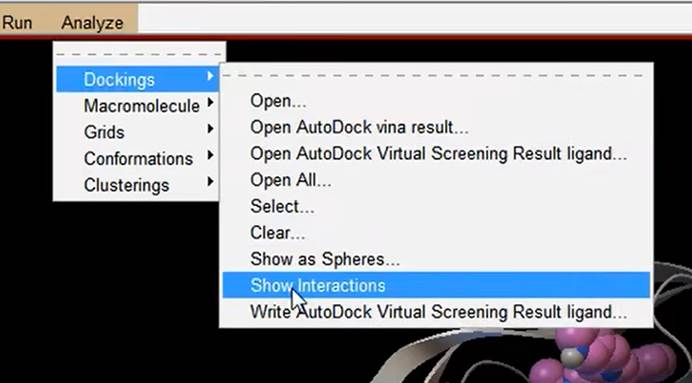 Run Analyze
Dockings
Macromolecule
Grids
Conformations
Clusterings
Open...
Open AutoDock vina result...
Open AutoDock Virtual Screening Result ligand...
Open All...
Select...
Clear...
Show as Spheres...
Show Interactions
Write AutoDock Virtual Screening Result ligand...